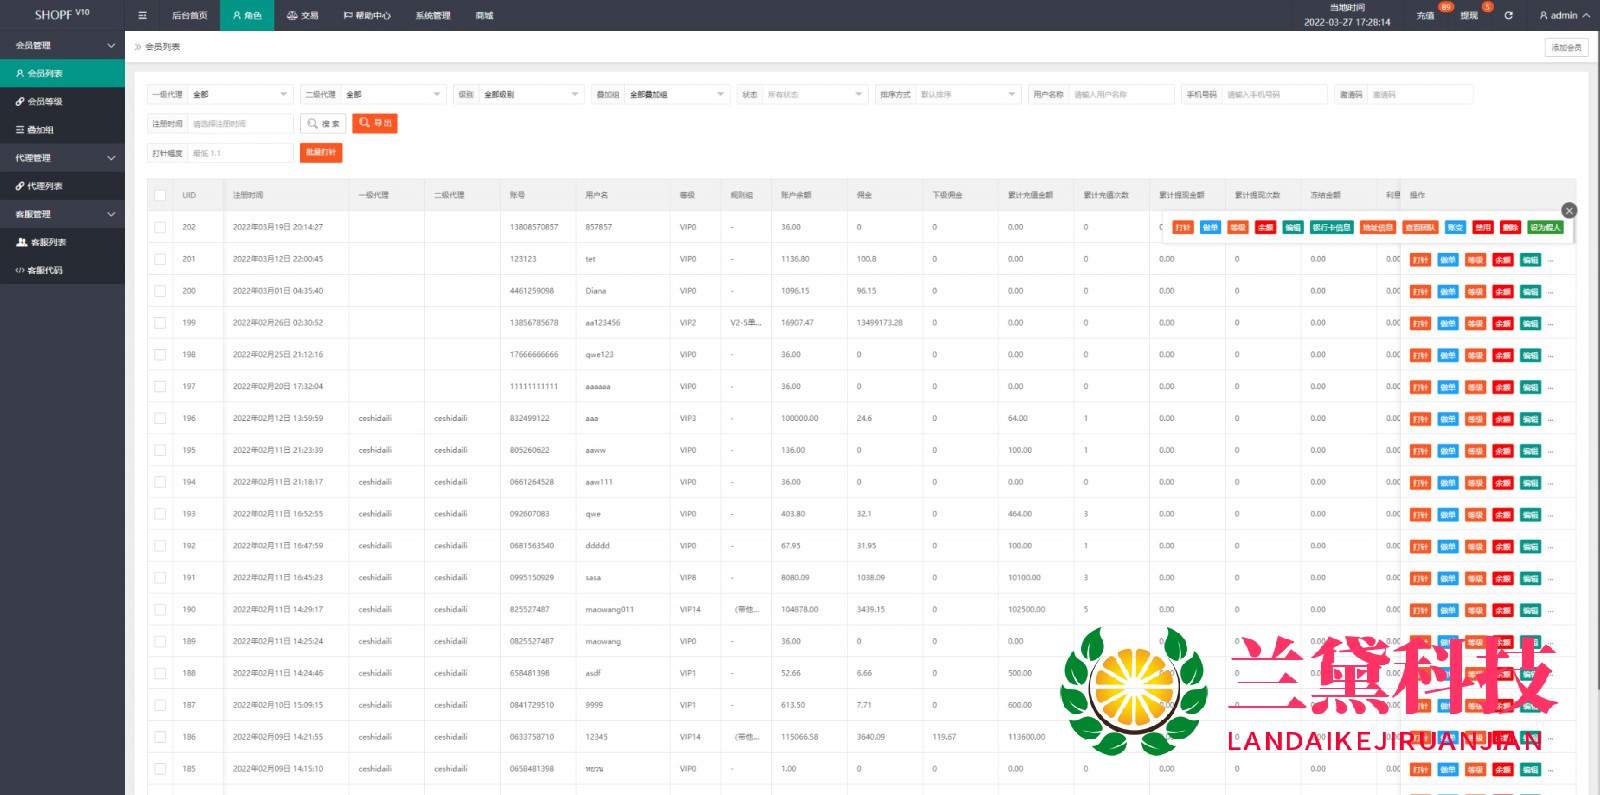 SHOPF V10 后台首页 角色 交易 帮助中心 系统管理 商城 当地时间 2022-03-27 17:28:14 充值 89 提现 5 admin
会员管理
会员列表
会员等级
叠加组
代理管理
代理列表
客服管理
客服列表
客服代码
会员列表 添加会员
一级代理 全部 二级代理 全部 级别 全部级别 叠加组 全部叠加组 状态 所有状态 排序方式 默认排序 用户名称 请输入用户名称 手机号码 请输入手机号码 邀请码 邀请码
注册时间 请选择注册时间 搜索 导出
打针幅度 最低 1.1 批量打针
UID 注册时间 一级代理 二级代理 账号 用户名 等级 规则组 账户余额 佣金 下级佣金 累计充值金额 累计充值次数 累计提现金额 累计提现次数 冻结金额 利息 操作
202 2022年03月19日 20:14:27 13808570857 857857 VIP0 - 36.00 0 0 0.00 0 打针 做单 等级 余额 编辑 银行卡信息 地址信息 查看团队 账变 禁用 删除 设为假人
201 2022年03月12日 22:00:45 123123 tet VIP0 - 1136.80 100.8 0 0.00 0 0.00 0 0.00 0.00 打针 做单 等级 余额 编辑 ...
200 2022年03月01日 04:35:40 4461259098 Diana VIP0 - 1096.15 96.15 0 0.00 0 0.00 0 0.00 0.00 打针 做单 等级 余额 编辑 ...
199 2022年02月26日 02:30:52 13856785678 aa123456 VIP2 V2-5单... 16907.47 13499173.28 0 0.00 0 0.00 0 0.00 0.00 打针 做单 等级 余额 编辑 ...
198 2022年02月25日 21:12:16 17666666666 qwe123 VIP0 - 36.00 0 0 0.00 0 0.00 0 0.00 0.00 打针 做单 等级 余额 编辑 ...
197 2022年02月20日 17:32:04 11111111111 aaaaaa VIP0 - 36.00 0 0 0.00 0 0.00 0 0.00 0.00 打针 做单 等级 余额 编辑 ...
196 2022年02月12日 13:59:59 ceshidaili ceshidaili 832499122 aaa VIP3 - 100000.00 24.6 0 64.00 1 0.00 0 0.00 0.00 打针 做单 等级 余额 编辑 ...
195 2022年02月11日 21:23:39 ceshidaili ceshidaili 805260622 aaww VIP0 - 136.00 0 0 100.00 1 0.00 0 0.00 0.00 打针 做单 等级 余额 编辑 ...
194 2022年02月11日 21:18:17 ceshidaili ceshidaili 0661264528 aaw111 VIP0 - 36.00 0 0 0.00 0 0.00 0 0.00 0.00 打针 做单 等级 余额 编辑 ...
193 2022年02月11日 16:52:55 ceshidaili ceshidaili 092607083 qwe VIP0 - 403.80 32.1 0 464.00 3 0.00 0 0.00 0.00 打针 做单 等级 余额 编辑 ...
192 2022年02月11日 16:47:59 ceshidaili ceshidaili 0681563540 ddddd VIP0 - 67.95 31.95 0 100.00 1 0.00 0 0.00 0.00 打针 做单 等级 余额 编辑 ...
191 2022年02月11日 16:45:23 ceshidaili ceshidaili 0995150929 sasa VIP8 - 8080.09 1038.09 0 10100.00 3 0.00 0 0.00 0.00 打针 做单 等级 余额 编辑 ...
190 2022年02月11日 14:29:17 ceshidaili ceshidaili 825527487 maowang011 VIP14 (带他... 104878.00 3439.15 0 102500.00 5 0.00 0 0.00 0.00 打针 做单 等级 余额 编辑 ...
189 2022年02月11日 14:25:24 ceshidaili ceshidaili 0825527487 maowang VIP0 - 36.00 0 0 0.00
188 2022年02月11日 14:24:46 ceshidaili ceshidaili 658481398 asdf VIP1 - 52.66 6.66 0 500.00
187 2022年02月10日 15:09:15 ceshidaili ceshidaili 0841729510 9999 VIP1 - 613.50 7.71 0 600.00
186 2022年02月09日 14:21:55 ceshidaili ceshidaili 0633758710 12345 VIP14 (带他... 115066.58 3640.09 119.67 113600.00
兰黛科技
LANDAIKEJIRUANJIAN
185 2022年02月09日 14:15:10 ceshidaili ceshidaili 0658481398 หยวน VIP0 - 1.00 0 0 0.00 0 0.00 0 0.00 0.00 打针 做单 等级 余额 编辑 ...